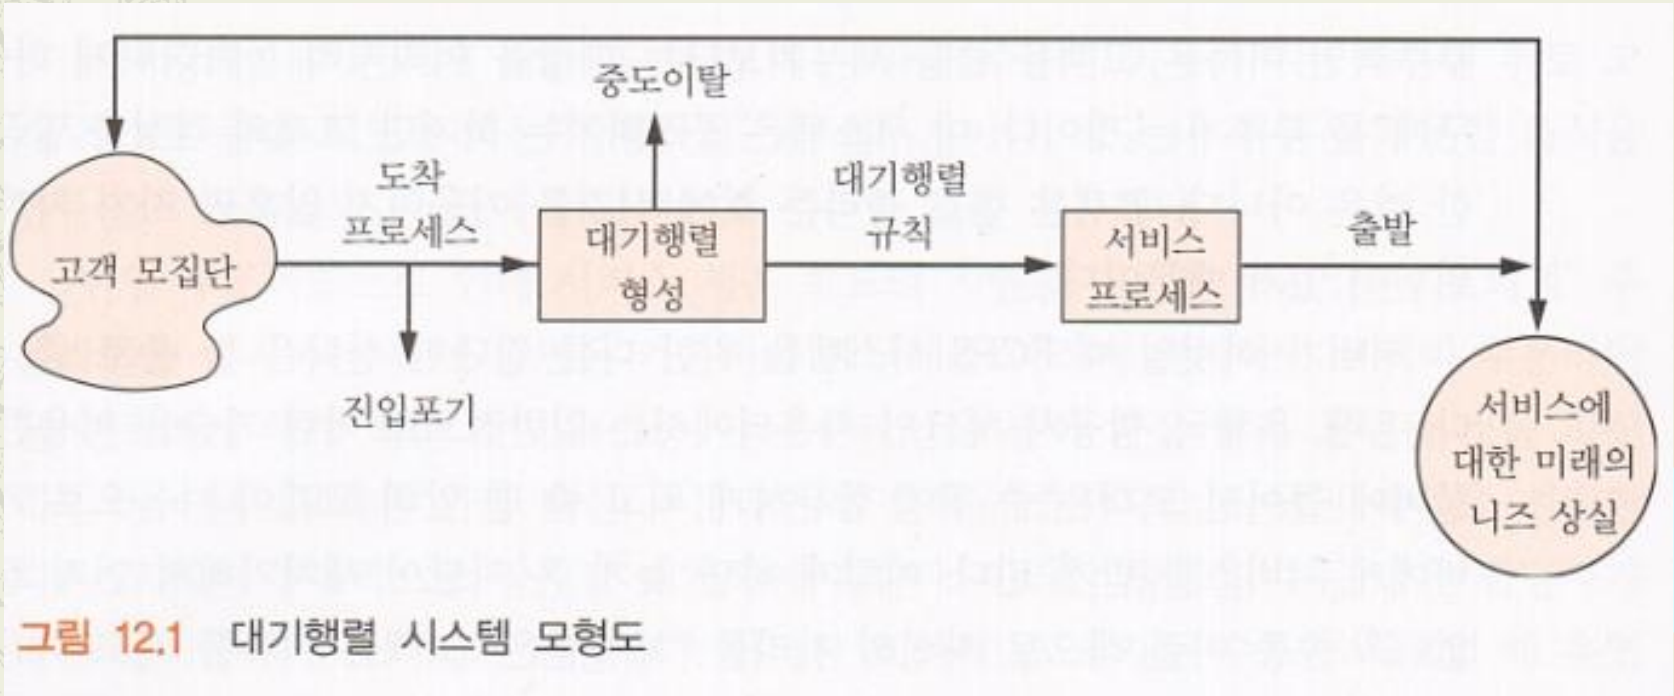 중도이탈
도착
프로세스
대기행렬
규칙
출발
고객 모집단
대기행렬
형성
서비스
프로세스
진입포기
서비스에
대한 미래의
니즈 상실
그림 12.1 대기행렬 시스템 모형도